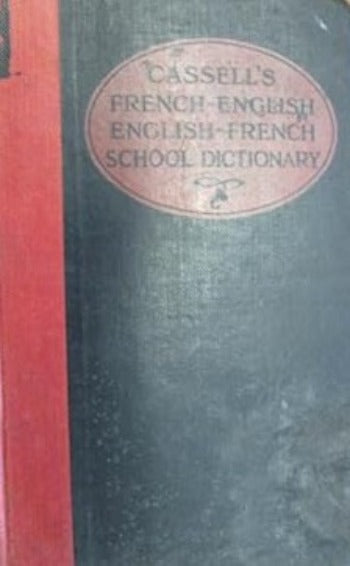 CASSELL'S
FRENCH-ENGLISH
ENGLISH-FRENCH
SCHOOL DICTIONARY